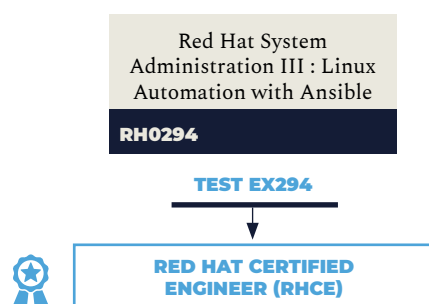 Red Hat System
Administration III : Linux
Automation with Ansible
RH0294
TEST EX294
RED HAT CERTIFIED
ENGINEER (RHCE)